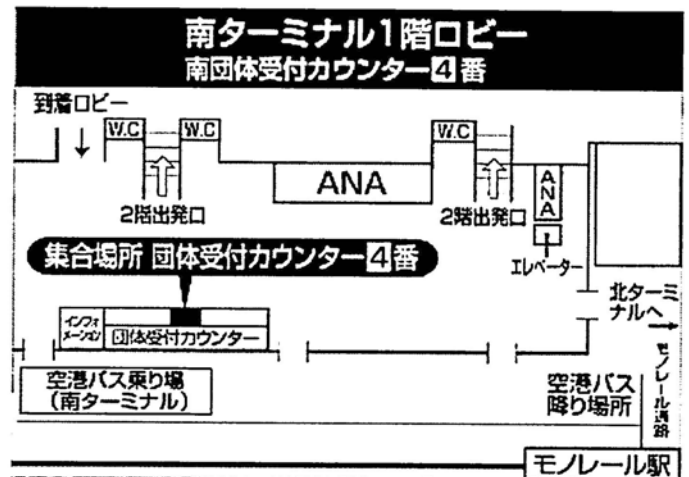 南ターミナル1階ロビー
南団体受付カウンター4番
到着ロビー
W.C
W.C
W.C
2階出発口
ANA
2階出発口
ANA
エレベーター
集合場所 団体受付カウンター4番
インフォ
メーション
団体受付カウンター
北ターミ
ナルへ
空港バス乗り場
(南ターミナル)
空港バス
降り場所
モノレール通路
モノレール駅